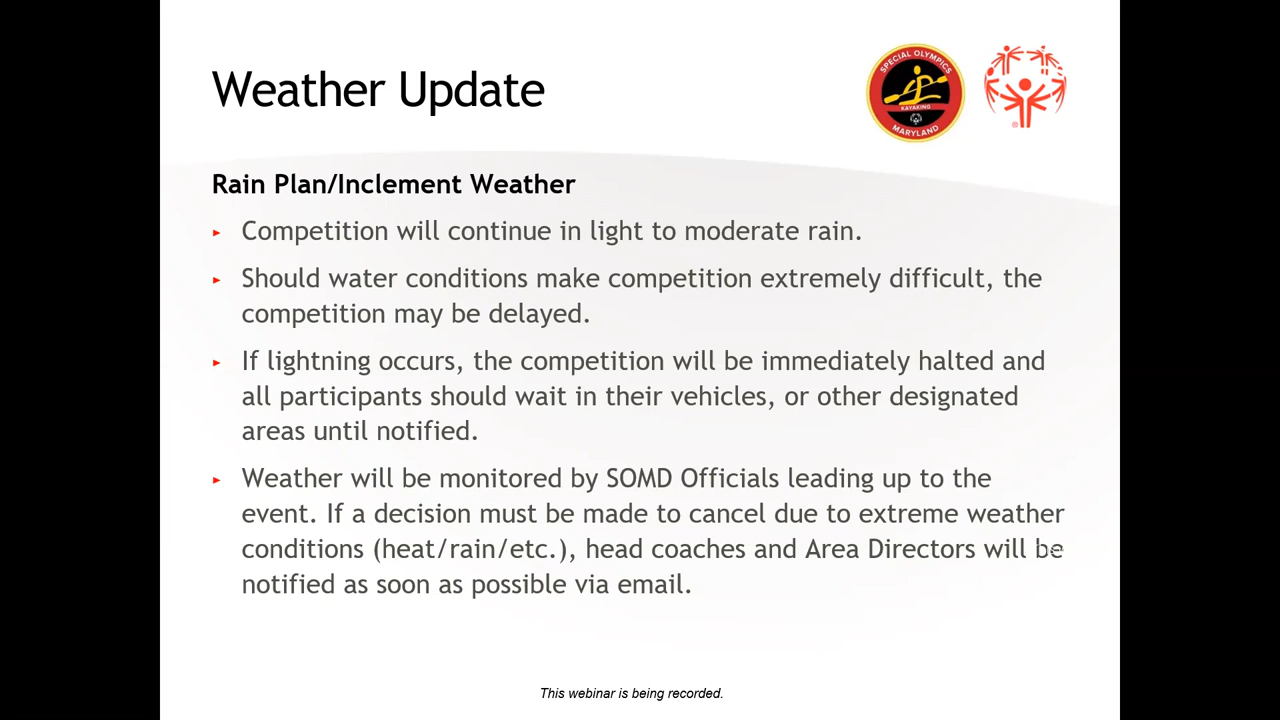 Weather Update
SPECIAL OLYMPICS
KAYAKING
MARYLAND
®
Rain Plan/Inclement Weather
► Competition will continue in light to moderate rain.
► Should water conditions make competition extremely difficult, the
competition may be delayed.
► If lightning occurs, the competition will be immediately halted and
all participants should wait in their vehicles, or other designated
areas until notified.
► Weather will be monitored by SOMD Officials leading up to the
event. If a decision must be made to cancel due to extreme weather
conditions (heat/rain/etc.), head coaches and Area Directors will be
notified as soon as possible via email.
This webinar is being recorded.